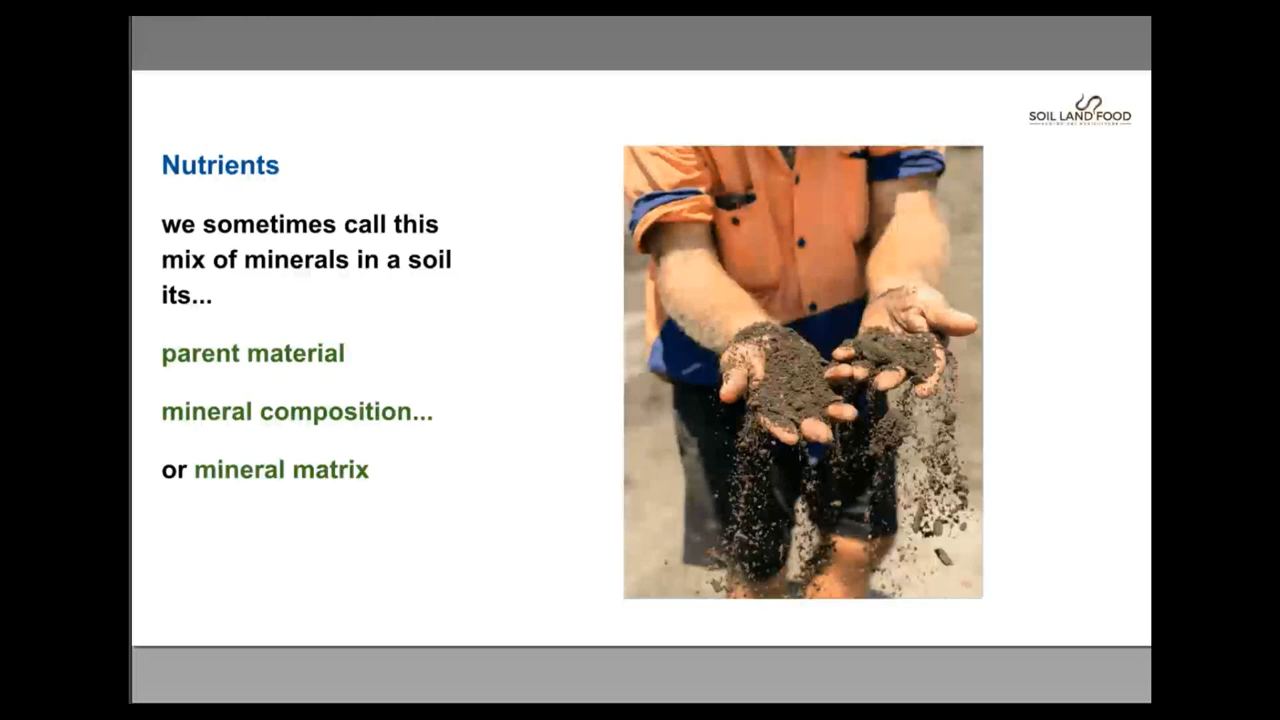 SOIL LAND FOOD
Nutrients
we sometimes call this
mix of minerals in a soil
its...
parent material
mineral composition...
or mineral matrix